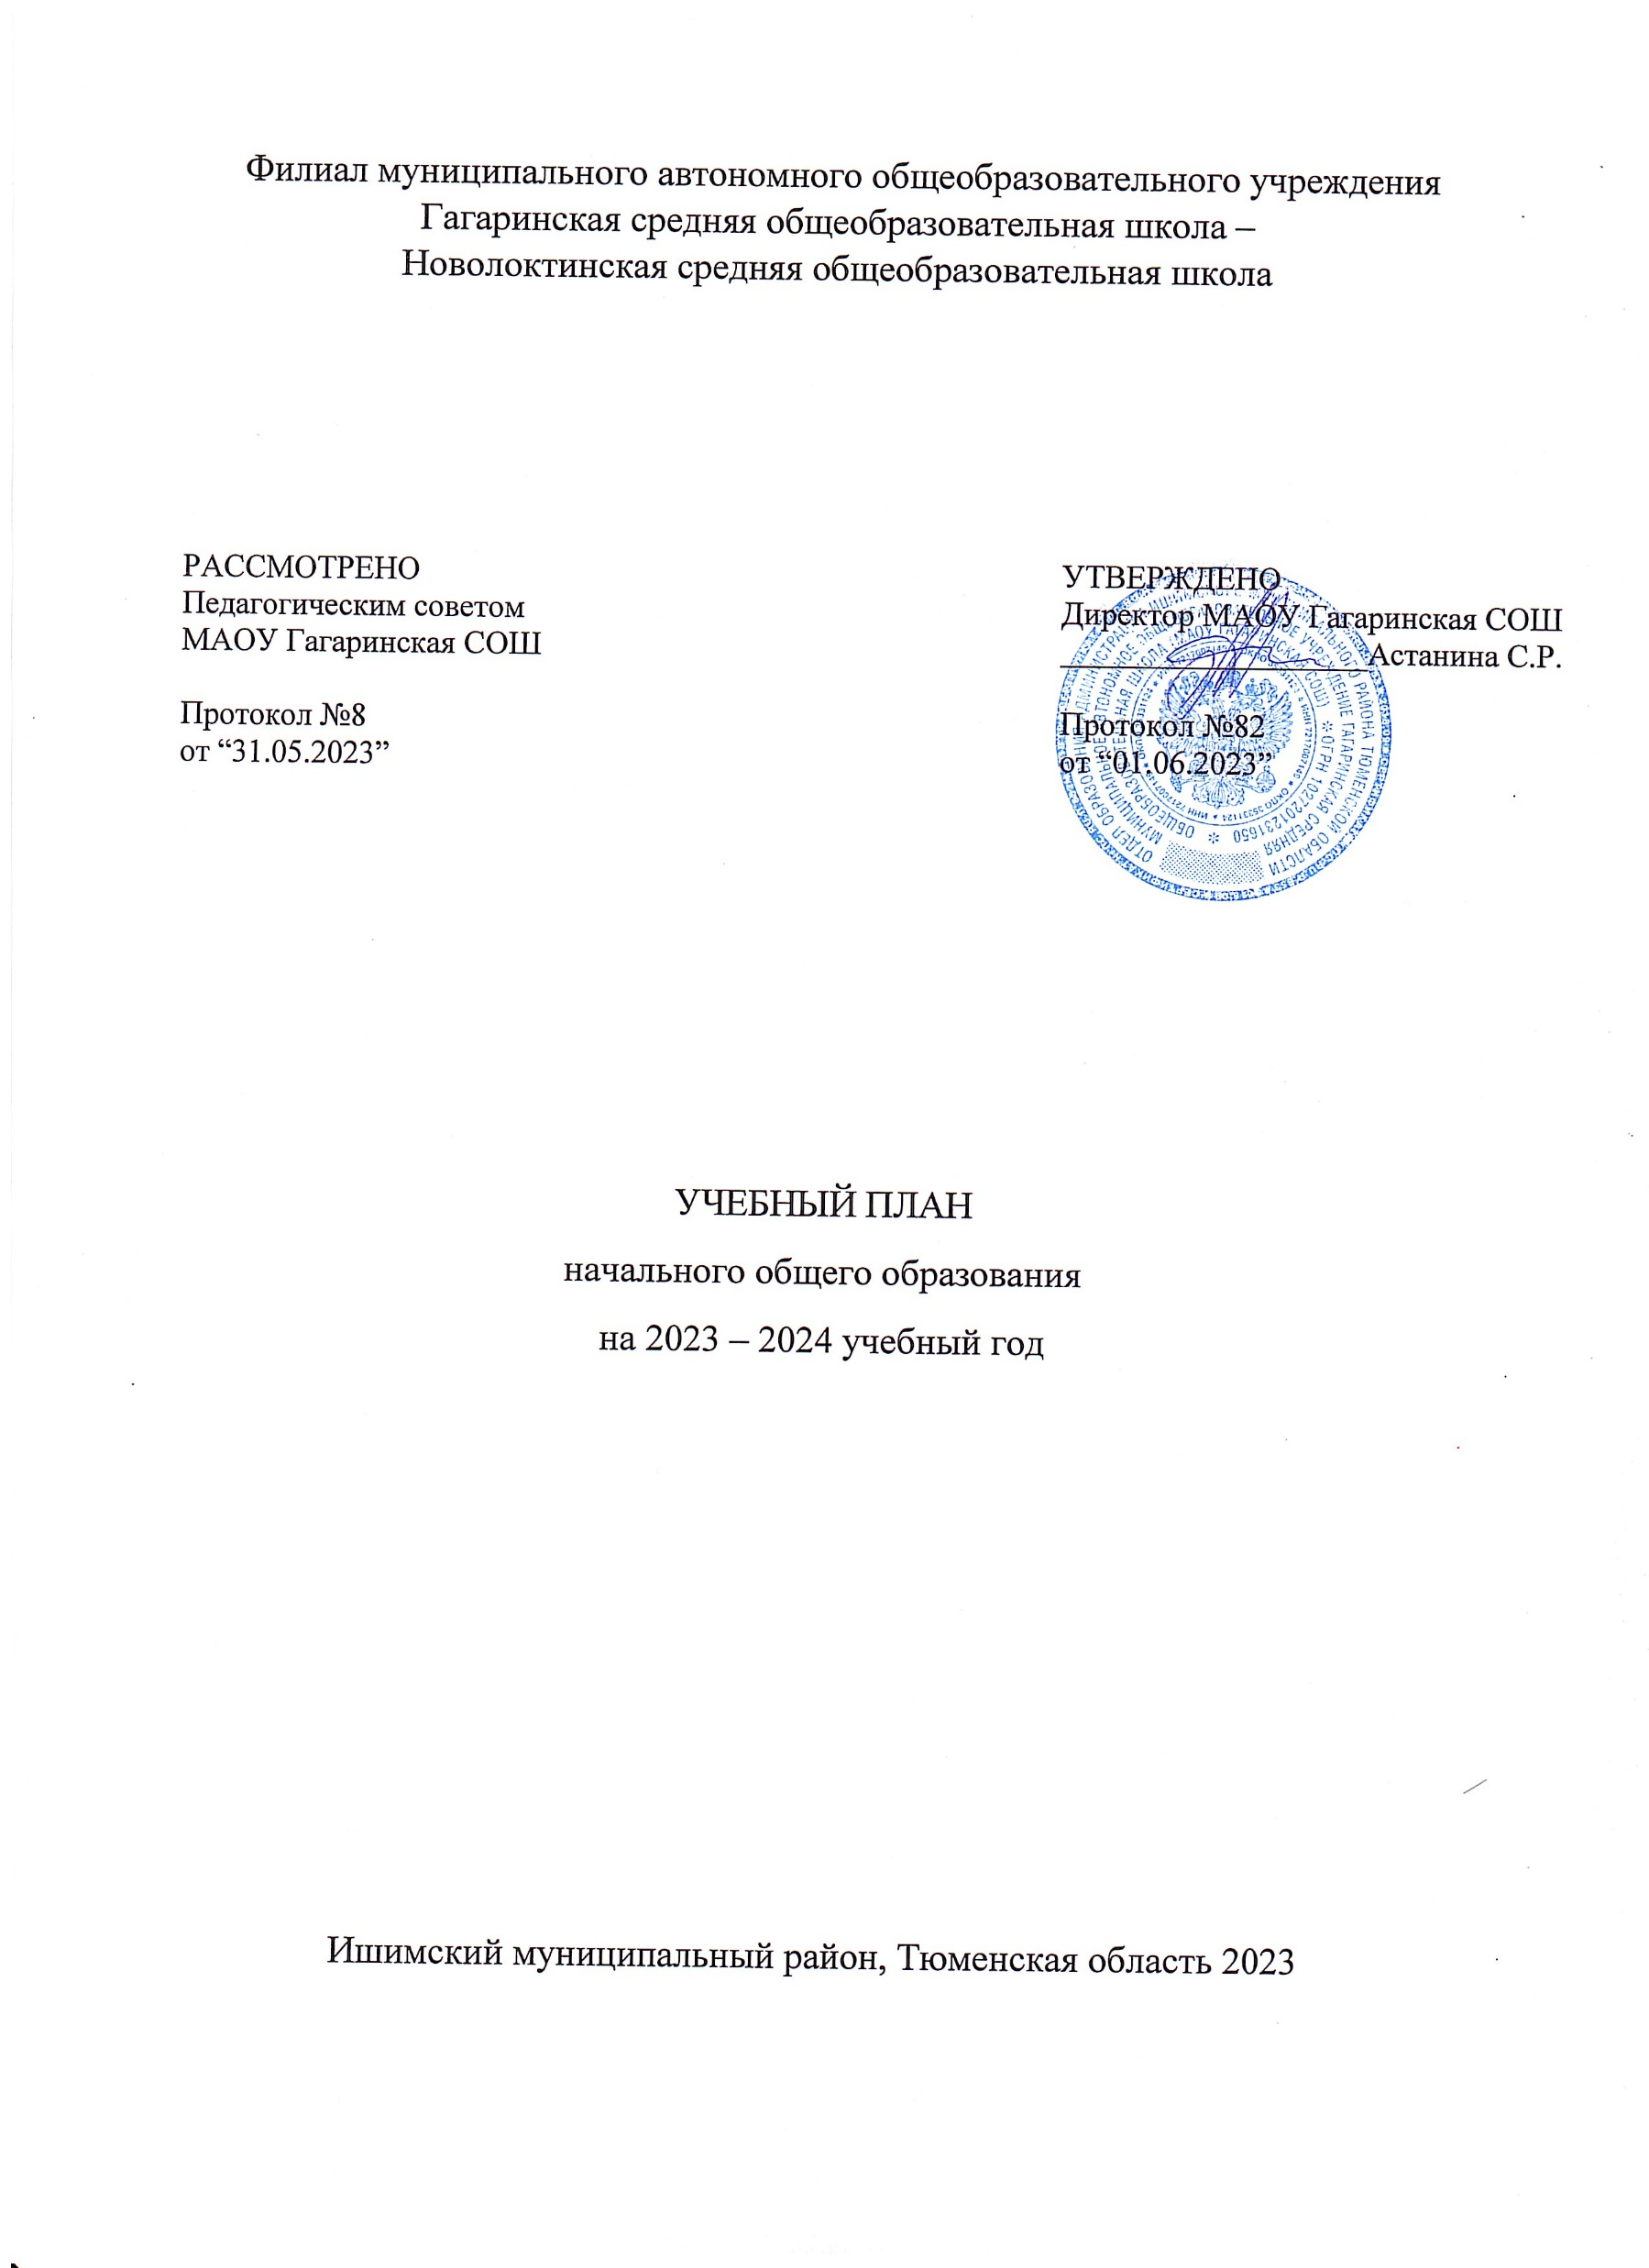 Филиал муниципального автономного общеобразовательного учреждения
Гагаринская средняя общеобразовательная школа –
Новолоктинская средняя общеобразовательная школа
РАССМОТРЕНО
Педагогическим советом
МАОУ Гагаринская СОШ
Протокол №8
от “31.05.2023”
УТВЕРЖДЕНО
Директор МАОУ Гагаринская СОШ
Астанина С.Р.
Протокол №82
от “01.06.2023”
ОГРН 1027201231650
УЧЕБНЫЙ ПЛАН
начального общего образования
на 2023 – 2024 учебный год
Ишимский муниципальный район, Тюменская область 2023